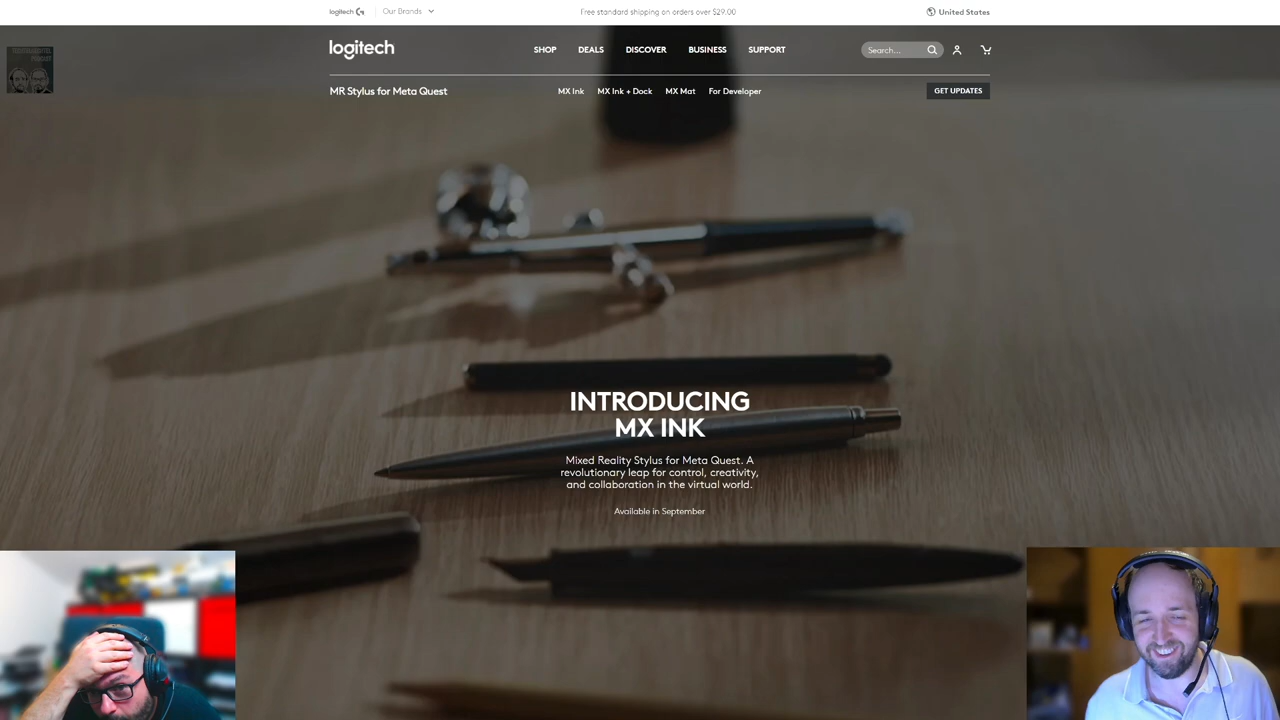 logitech G
Our Brands
Free standard shipping on orders over $29.00
United States
logitech
SHOP
DEALS
DISCOVER
BUSINESS
SUPPORT
Search...
MR Stylus for Meta Quest
MX Ink
MX Ink + Dock
MX Mat
For Developer
GET UPDATES
INTRODUCING
MX INK
Mixed Reality Stylus for Meta Quest. A
revolutionary leap for control, creativity,
and collaboration in the virtual world.
Available in September